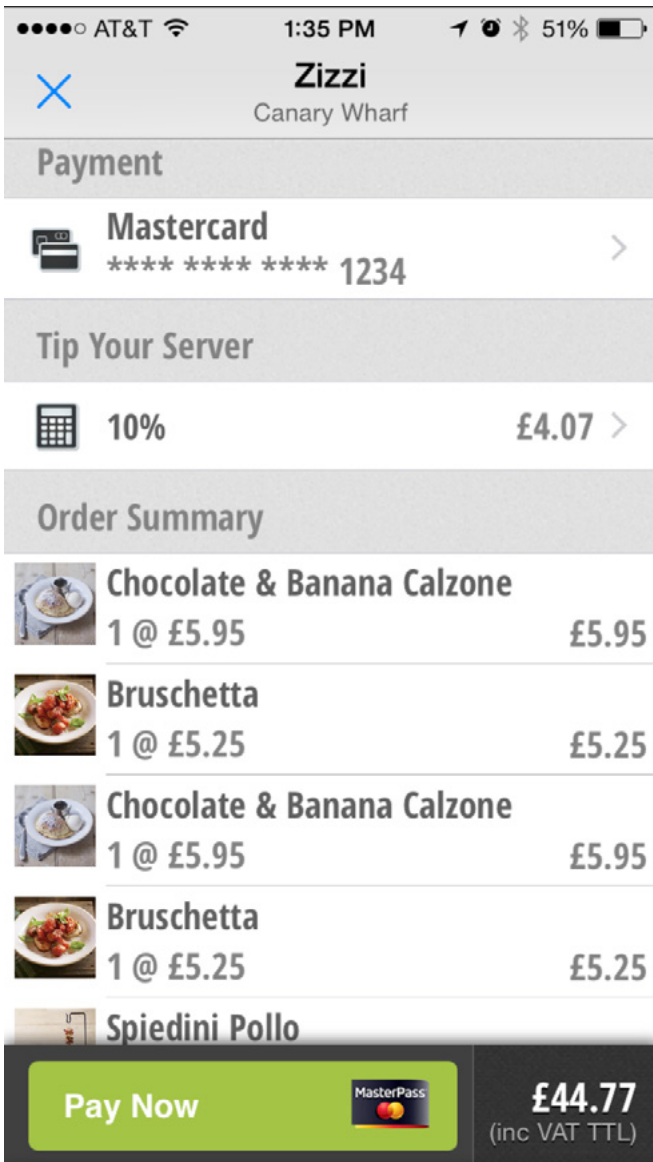 AT&T 1:35 PM 51%
Zizzi
Canary Wharf
Payment
Mastercard
**** **** **** 1234
Tip Your Server
10% £4.07
Order Summary
Chocolate & Banana Calzone
1 @ £5.95 £5.95
Bruschetta
1 @ £5.25 £5.25
Chocolate & Banana Calzone
1 @ £5.95 £5.95
Bruschetta
1 @ £5.25 £5.25
Spiedini Pollo
Pay Now MasterPass £44.77
(inc VAT TTL)